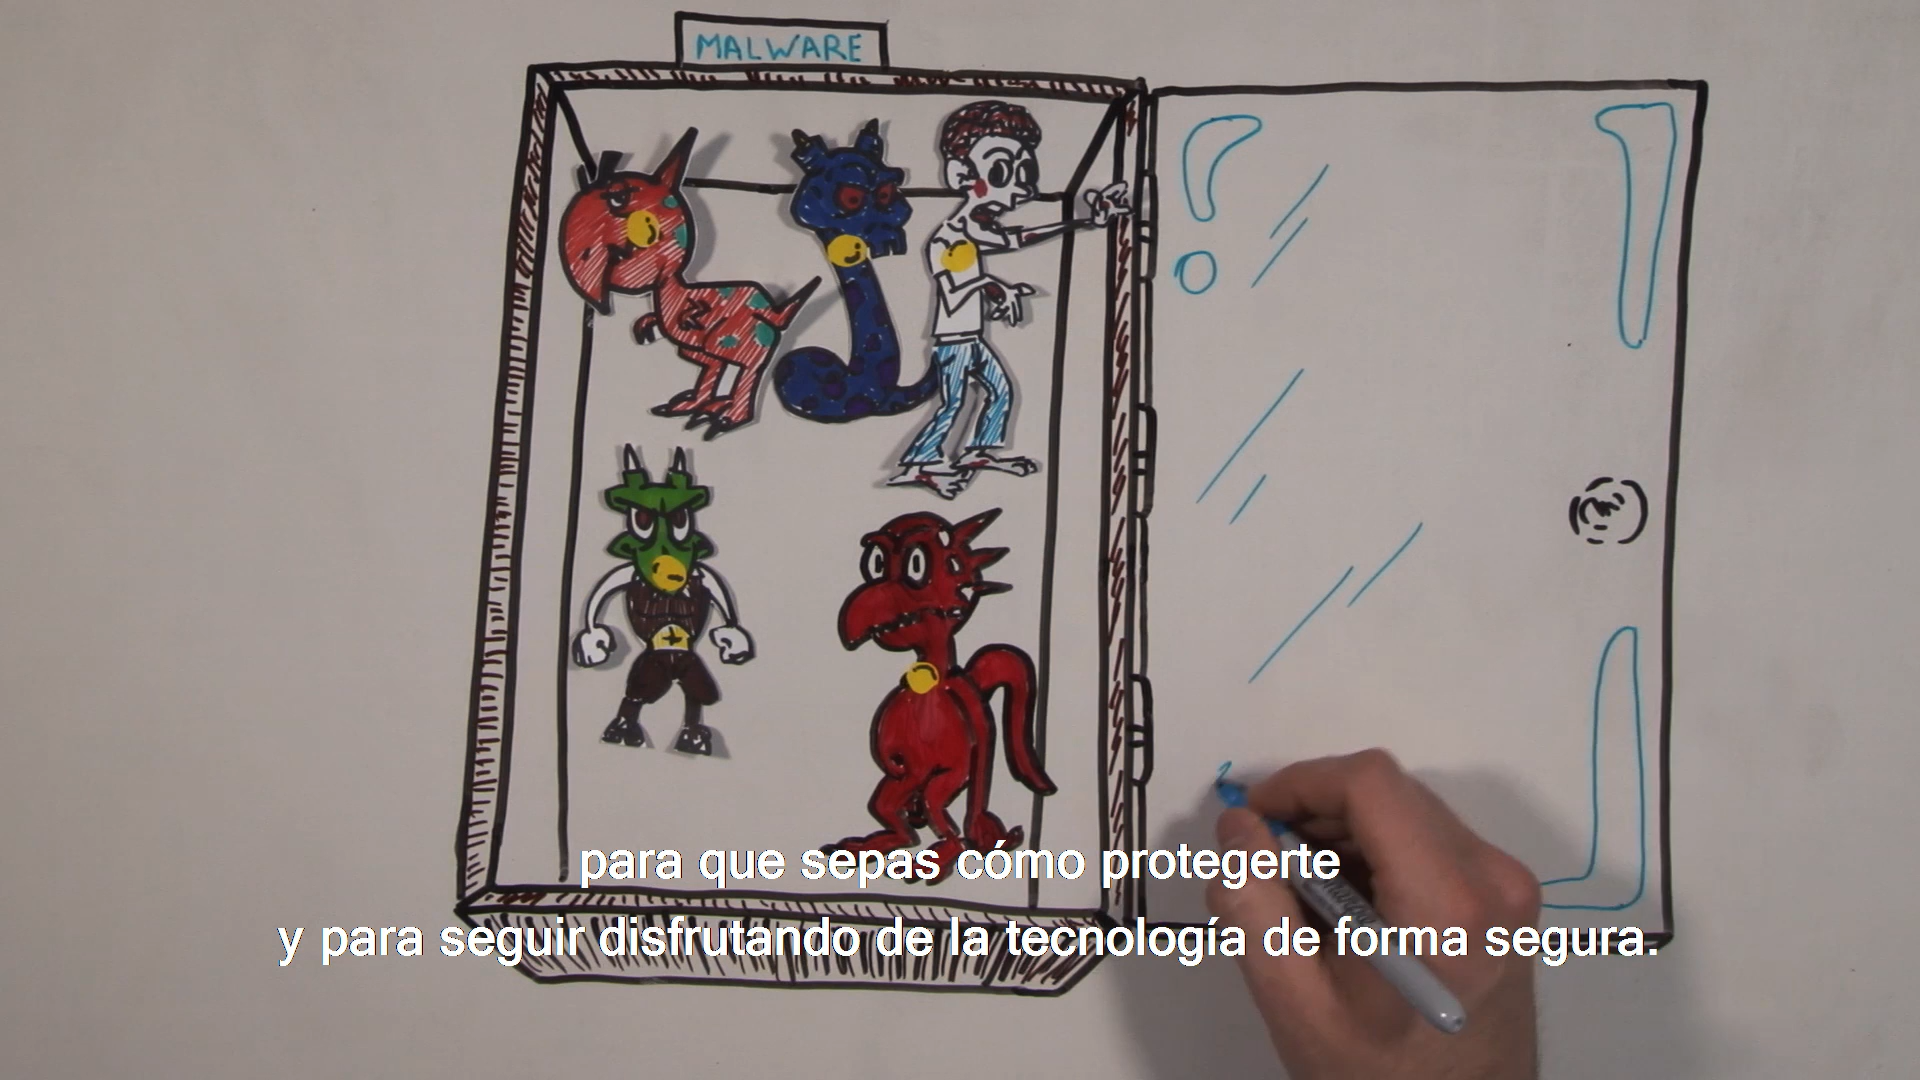 MALWARE
para que sepas cómo protegerte
y para seguir disfrutando de la tecnología de forma segura.